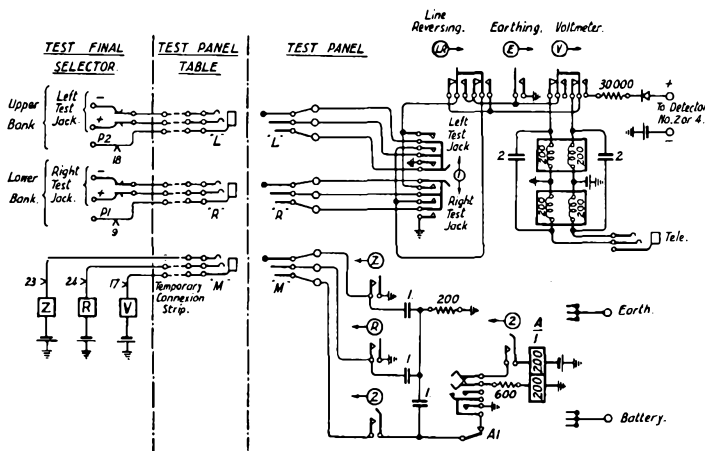 TEST FINAL
SELECTOR.
TEST PANEL
TABLE
TEST PANEL
Line
Reversing.
LR
Earthing.
E
Voltmeter.
V
Upper
Bank
Left
Test
Jack.
-
+
P2
18
"L"
"L"
Lower
Bank.
Right
Test
Jack.
-
+
P1
9
"R"
"R"
Left
Test
Jack
Right
Test
Jack
30000
+
To Detector
No. 2 or 4.
-
2
200
200
2
200
200
Tele.
23
24
17
Z
R
V
Temporary
Connexion
Strip.
"M"
"M"
Z
1
200
R
1
2
1
2
A
1
200
200
600
A1
Earth.
Battery.